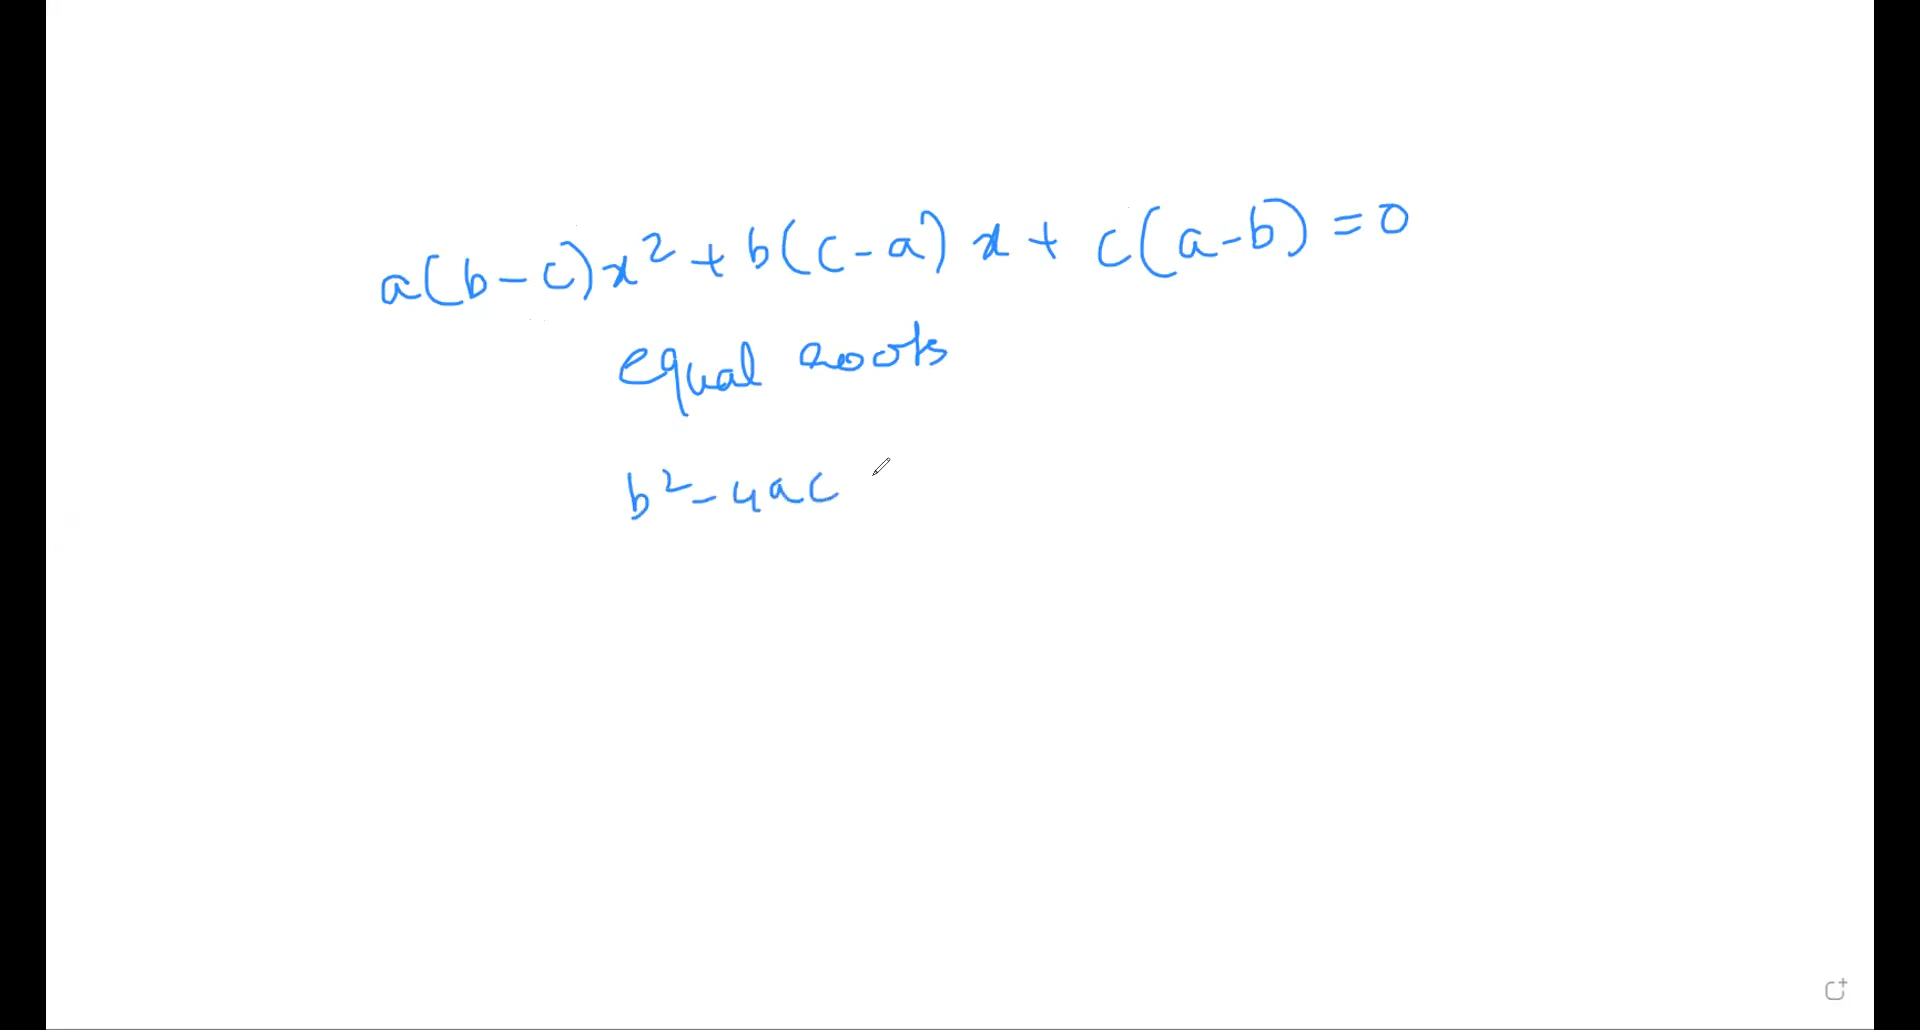 a(b-c)x² + b(c-a)x + c(a-b) = 0
equal roots
b² - 4ac